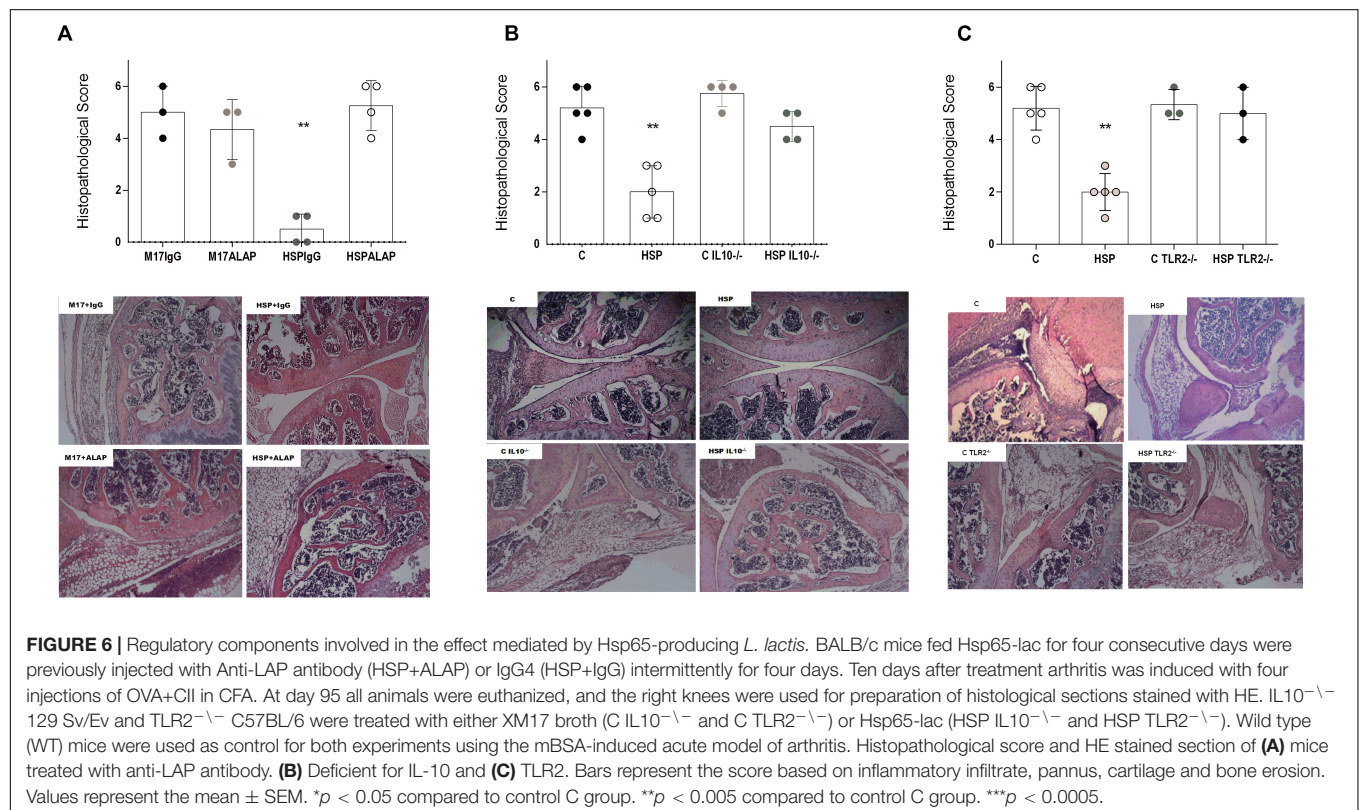 A
Histopathological Score
6
4
2
0
**
M17IgG M17ALAP HSPIgG HSPALAP
M17+IgG
HSP+IgG
M17+ALAP
HSP+ALAP
B
Histopathological Score
6
4
2
0
**
C HSP C IL10-/- HSP IL10-/-
C
HSP
C IL10-/-
HSP IL10-/-
C
Histopathological Score
6
4
2
0
**
C HSP C TLR2-/- HSP TLR2-/-
C
HSP
C TLR2-/-
HSP TLR2-/-
FIGURE 6 | Regulatory components involved in the effect mediated by Hsp65-producing L. lactis. BALB/c mice fed Hsp65-lac for four consecutive days were
previously injected with Anti-LAP antibody (HSP+ALAP) or IgG4 (HSP+IgG) intermittently for four days. Ten days after treatment arthritis was induced with four
injections of OVA+CII in CFA. At day 95 all animals were euthanized, and the right knees were used for preparation of histological sections stained with HE. IL10−\−
129 Sv/Ev and TLR2−\− C57BL/6 were treated with either XM17 broth (C IL10−\− and C TLR2−\−) or Hsp65-lac (HSP IL10−\− and HSP TLR2−\−). Wild type
(WT) mice were used as control for both experiments using the mBSA-induced acute model of arthritis. Histopathological score and HE stained section of (A) mice
treated with anti-LAP antibody. (B) Deficient for IL-10 and (C) TLR2. Bars represent the score based on inflammatory infiltrate, pannus, cartilage and bone erosion.
Values represent the mean ± SEM. *p < 0.05 compared to control C group. **p < 0.005 compared to control C group. ***p < 0.0005.